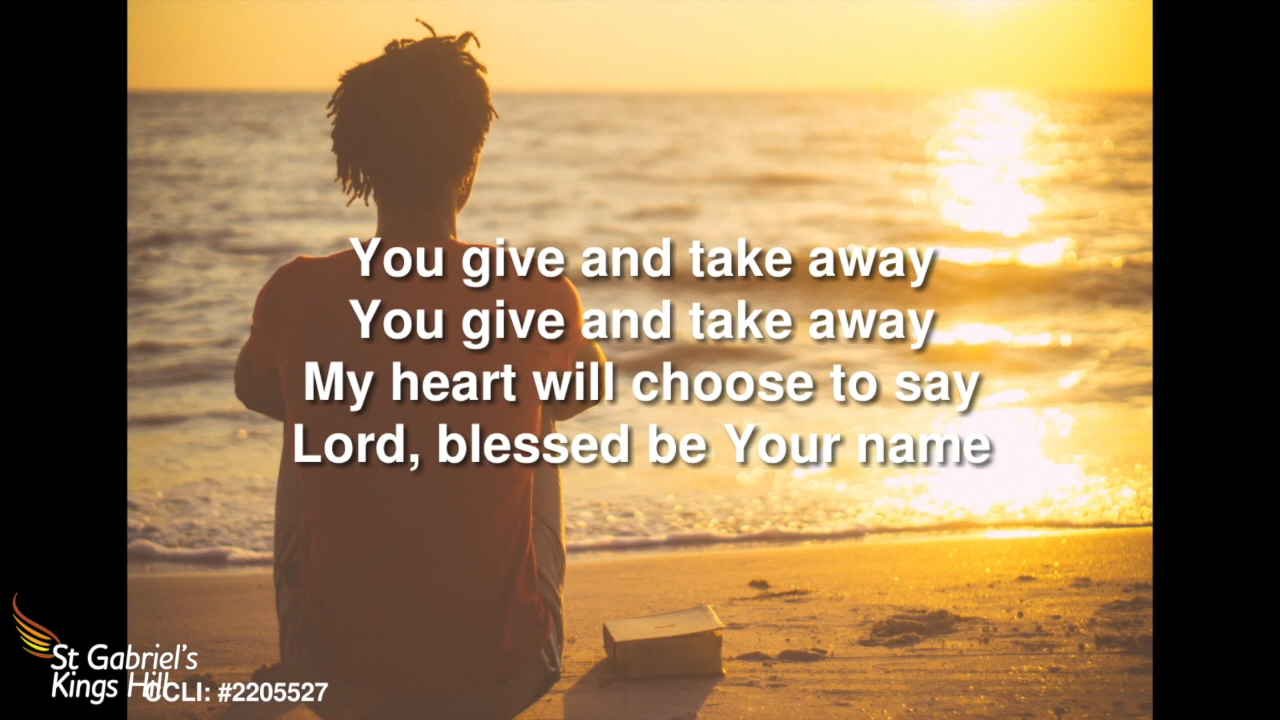 You give and take away
You give and take away
My heart will choose to say
Lord, blessed be Your name
St Gabriel's
Kings Hill
CCLI: #2205527